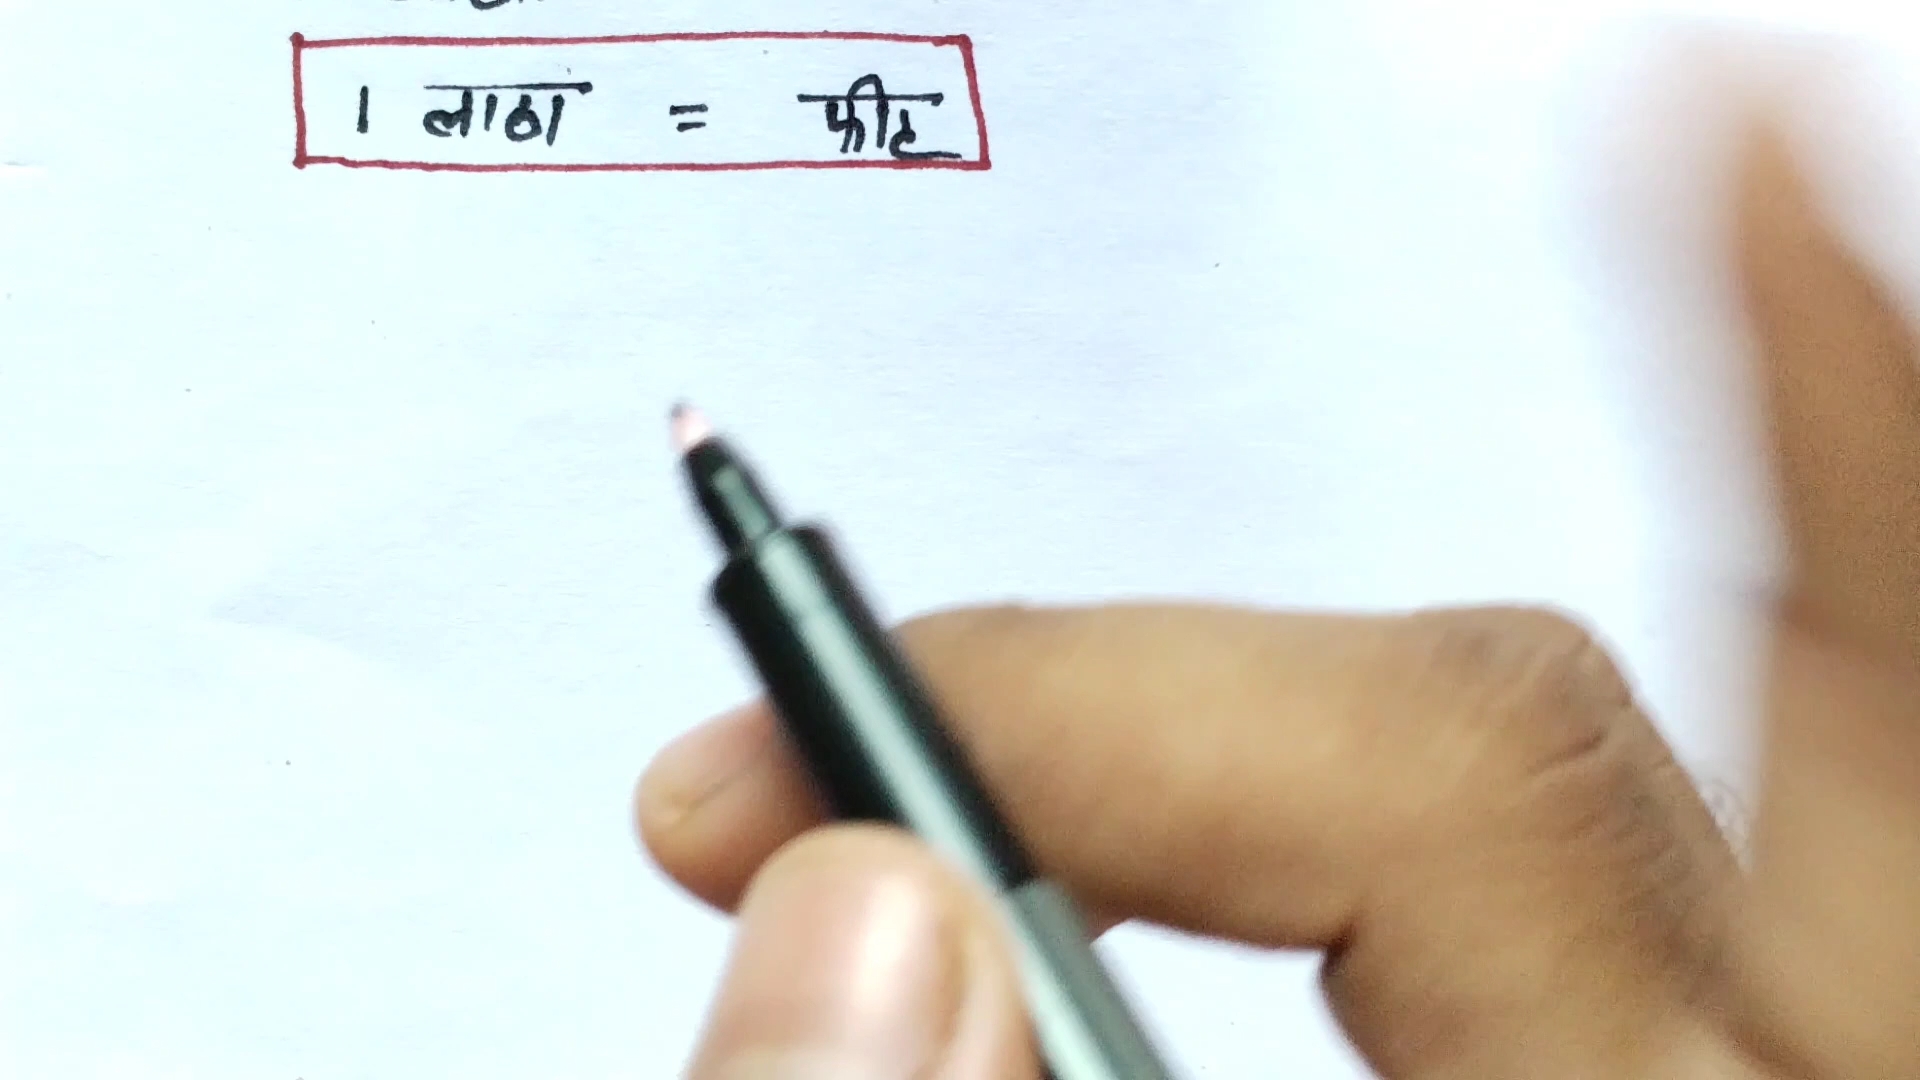 1 लाठा = फीट